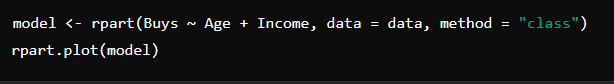 model <- rpart(Buys ~ Age + Income, data = data, method = "class")
rpart.plot(model)